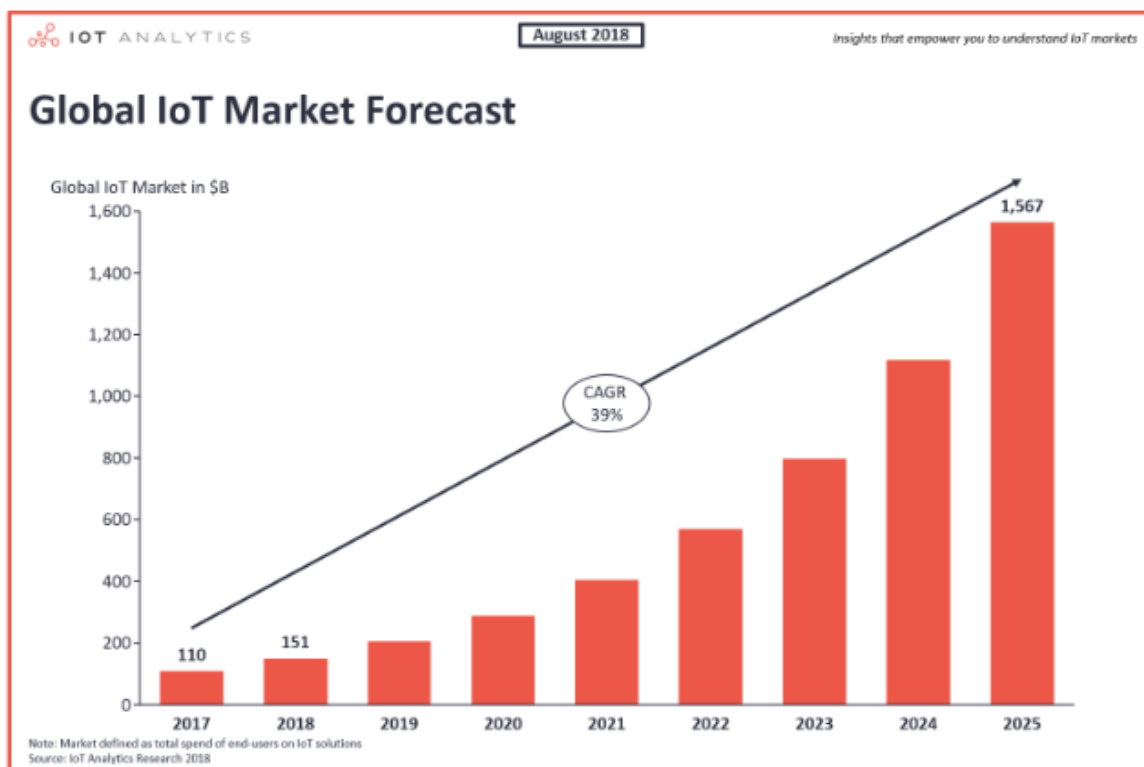 IOT ANALYTICS
August 2018
Insights that empower you to understand IoT markets
Global IoT Market Forecast
Global IoT Market in $B
1,600
1,400
1,200
1,000
800
600
400
200
0
CAGR
39%
110
151
1,567
2017 2018 2019 2020 2021 2022 2023 2024 2025
Note: Market defined as total spend of end-users on IoT solutions
Source: IoT Analytics Research 2018